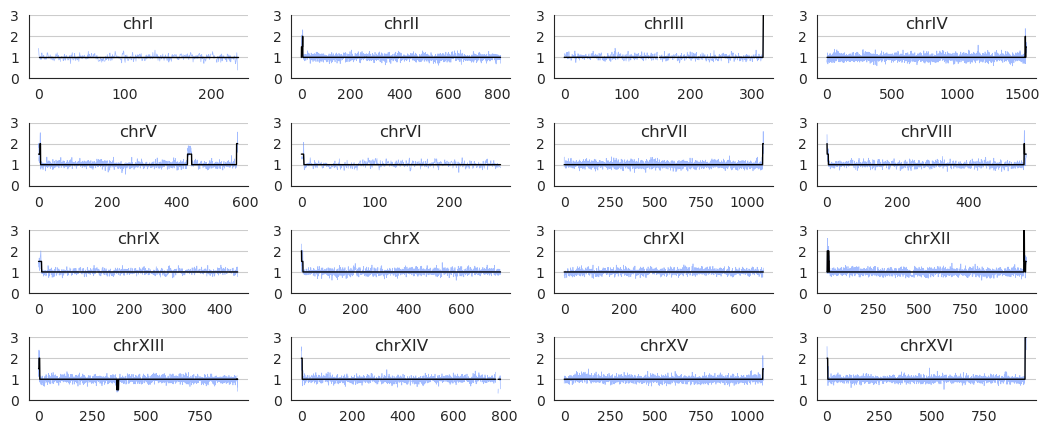 3 chrI 3 chrII 3 chrIII 3 chrIV
2 2 2 2
1 1 1 1
0 0 0 0
0 100 200 0 200 400 600 800 0 100 200 300 0 500 1000 1500
3 chrV 3 chrVI 3 chrVII 3 chrVIII
2 2 2 2
1 1 1 1
0 0 0 0
0 200 400 600 0 100 200 0 250 500 750 1000 0 200 400
3 chrIX 3 chrX 3 chrXI 3 chrXII
2 2 2 2
1 1 1 1
0 0 0 0
0 100 200 300 400 0 200 400 600 0 200 400 600 0 250 500 750 1000
3 chrXIII 3 chrXIV 3 chrXV 3 chrXVI
2 2 2 2
1 1 1 1
0 0 0 0
0 250 500 750 0 200 400 600 800 0 250 500 750 1000 0 250 500 750